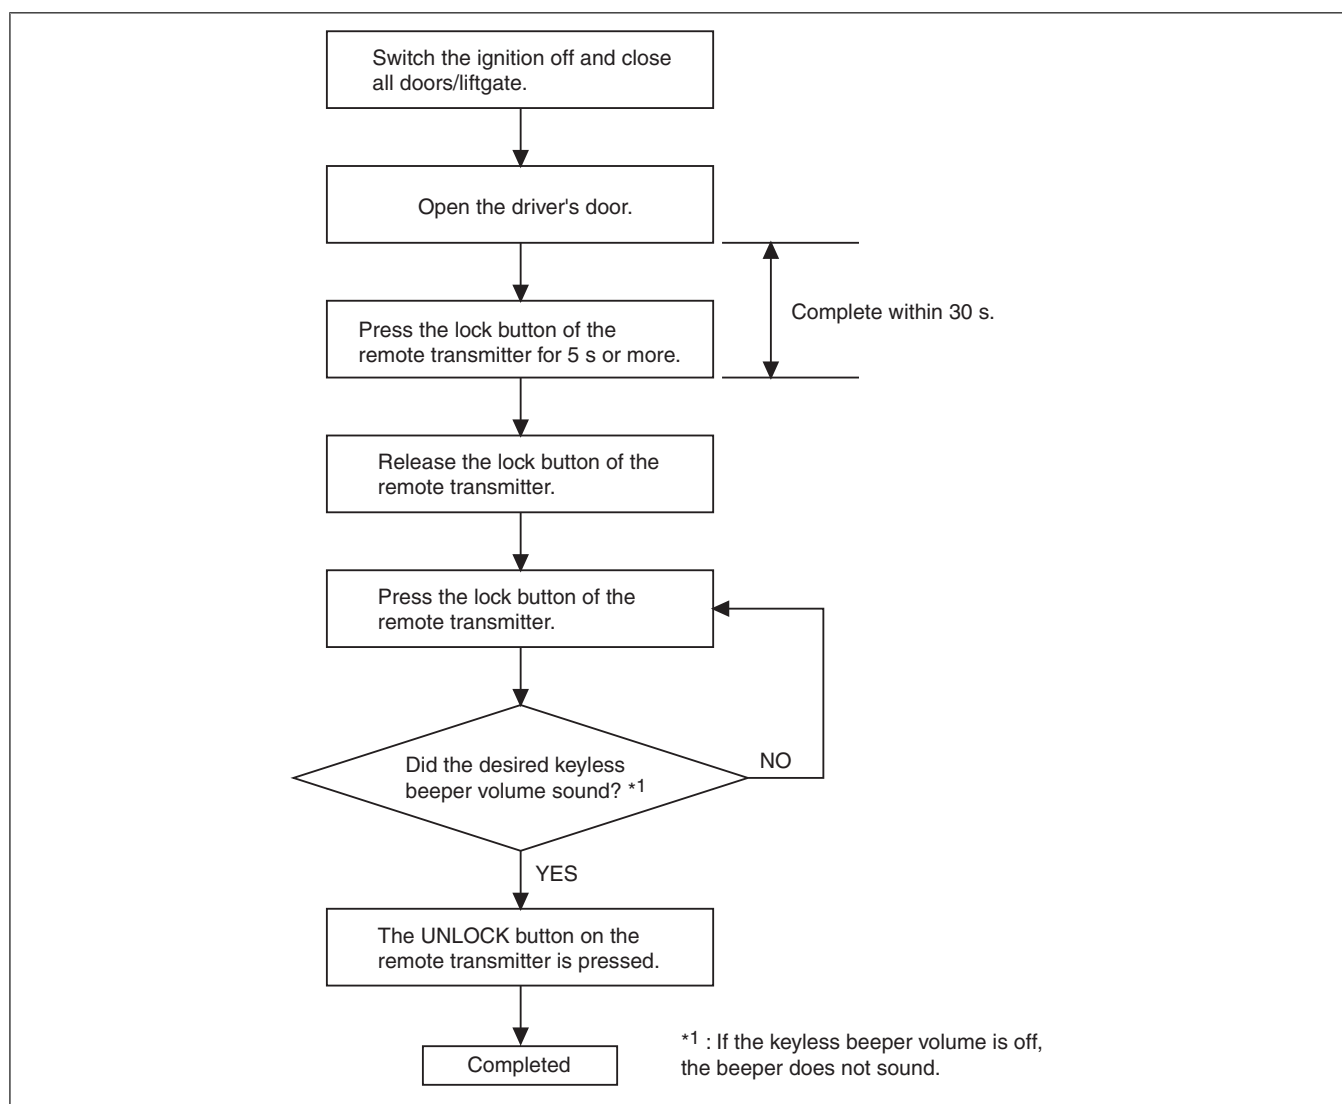 Switch the ignition off and close
all doors/liftgate.
Open the driver's door.
Complete within 30 s.
Press the lock button of the
remote transmitter for 5 s or more.
Release the lock button of the
remote transmitter.
Press the lock button of the
remote transmitter.
Did the desired keyless
beeper volume sound? *1
NO
YES
The UNLOCK button on the
remote transmitter is pressed.
Completed
*1 : If the keyless beeper volume is off,
the beeper does not sound.